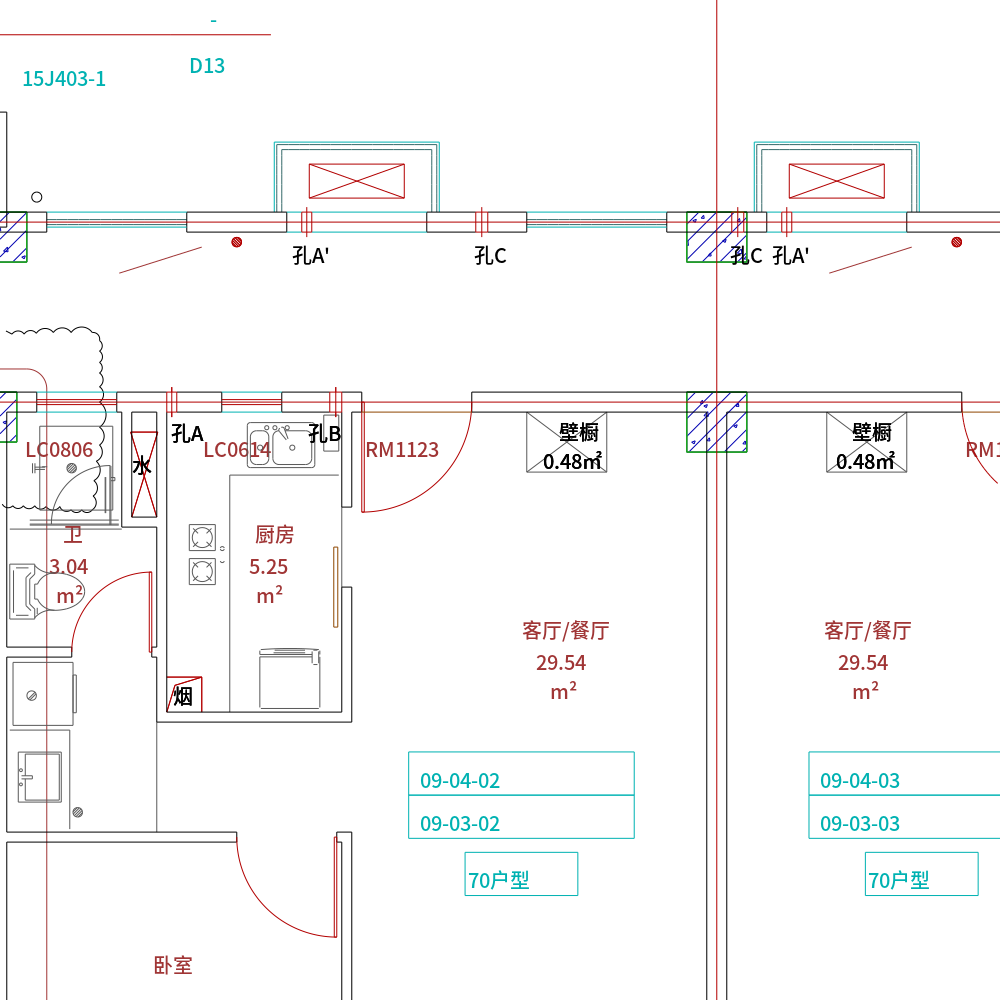 -
15J403-1
D13
孔A'
孔C
孔C
孔A'
孔A
孔B
LC0806
水
LC0614
RM1123
壁橱
0.48m²
壁橱
0.48m²
RM1
卫
3.04
m²
厨房
5.25
m²
客厅/餐厅
29.54
m²
客厅/餐厅
29.54
m²
烟
09-04-02
09-03-02
70户型
09-04-03
09-03-03
70户型
卧室